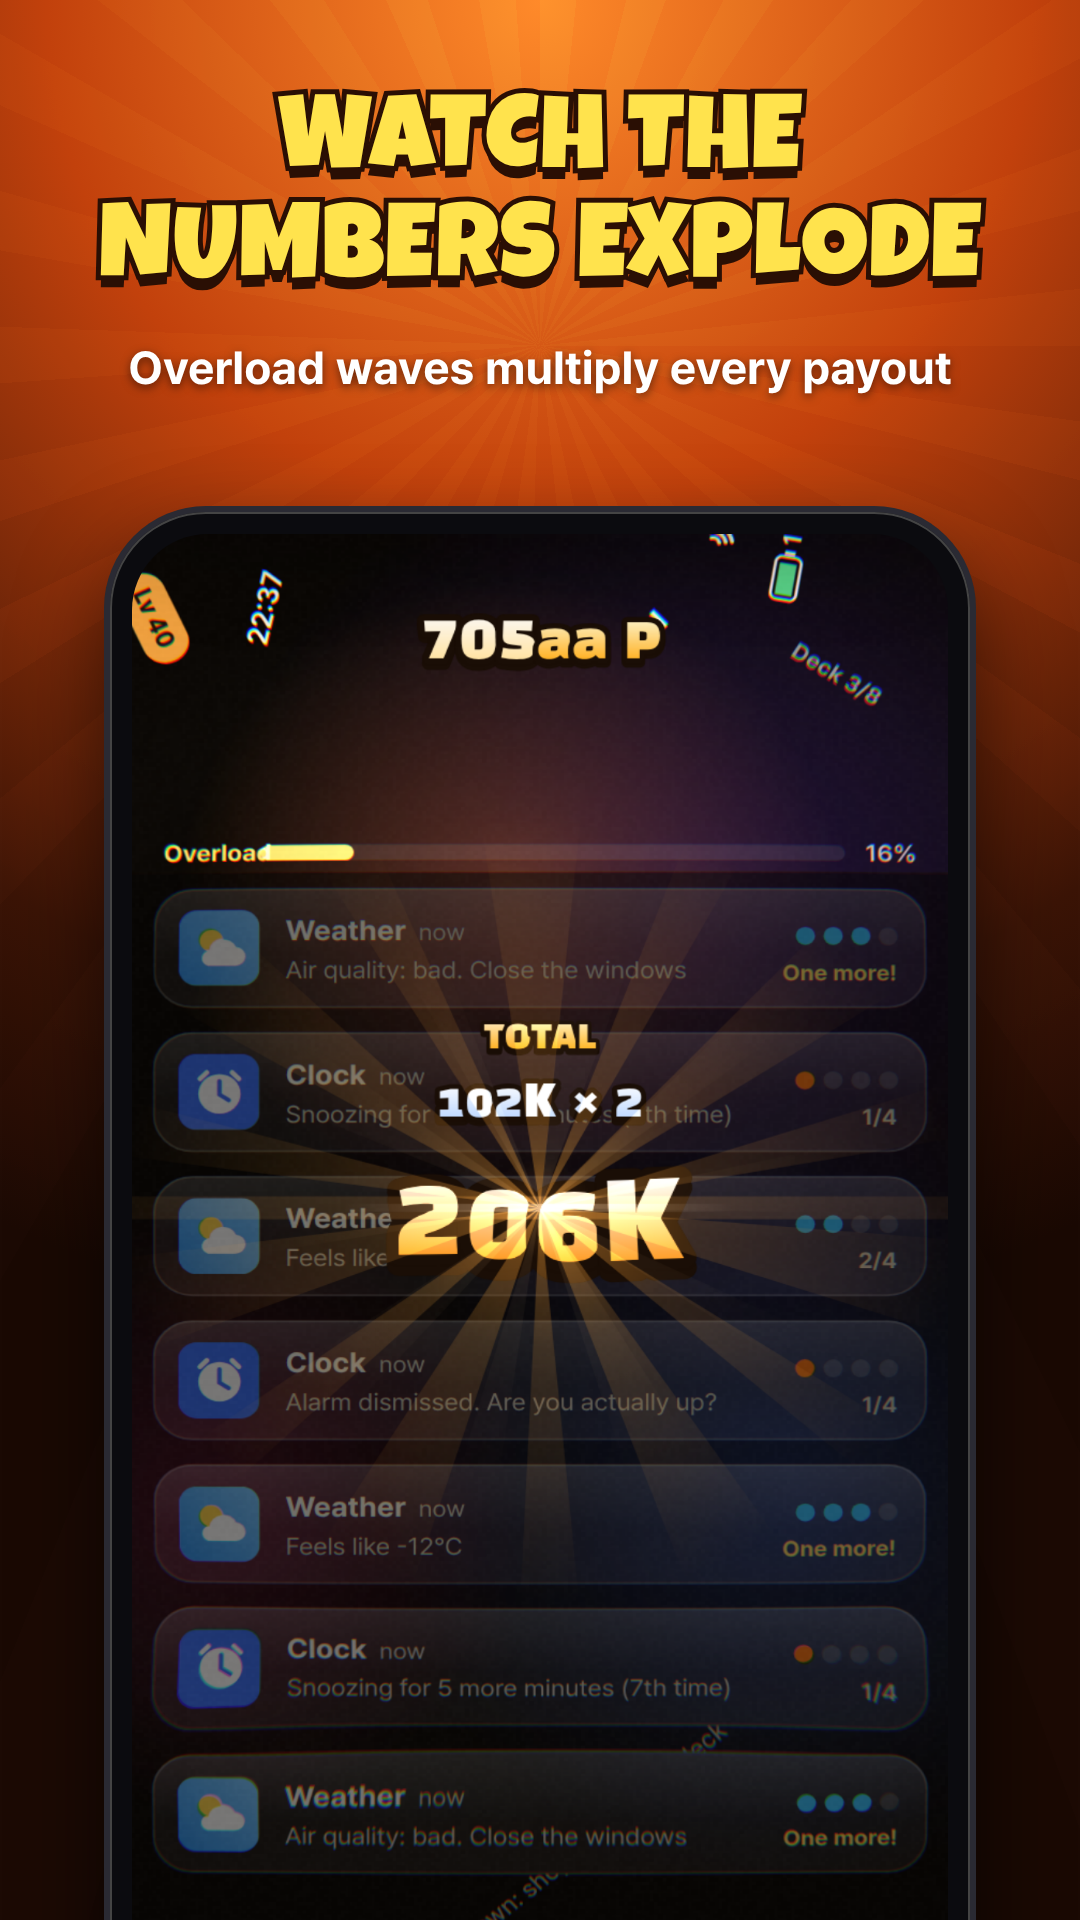 WATCH THE
NUMBERS EXPLODE
Overload waves multiply every payout
Lv 40
22:37
1
705aa P
Deck 3/8
Overload
16%
Weather now
Air quality: bad. Close the windows
One more!
TOTAL
Clock now
102K × 2
Snoozing for th time)
1/4
206K
Weathe
Feels like
2/4
Clock now
Alarm dismissed. Are you actually up?
1/4
Weather now
Feels like -12°C
One more!
Clock now
Snoozing for 5 more minutes (7th time)
1/4
Weather now
Air quality: bad. Close the windows
One more!